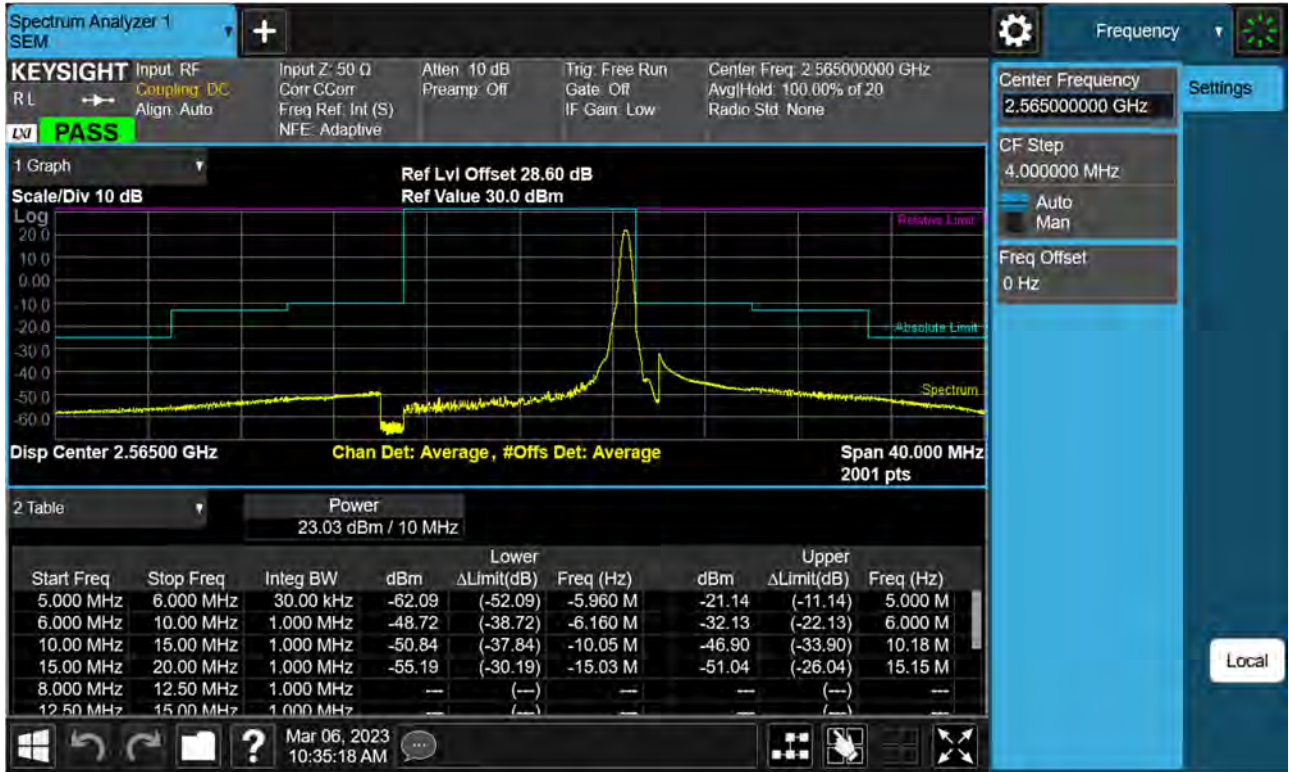 Spectrum Analyzer 1
SEM
+
Frequency
KEYSIGHT
RL
LXI
PASS
Input: RF
Coupling: DC
Align: Auto
Input Z: 50 Ω
Corr CCorr
Freq Ref: Int (S)
NFE: Adaptive
Atten: 10 dB
Preamp: Off
Trig: Free Run
Gate: Off
IF Gain: Low
Center Freq: 2.565000000 GHz
Avg|Hold: 100.00% of 20
Radio Std: None
Center Frequency
2.565000000 GHz
Settings
CF Step
4.000000 MHz
Auto
Man
Freq Offset
0 Hz
1 Graph
Scale/Div 10 dB
Ref Lvl Offset 28.60 dB
Ref Value 30.0 dBm
Log
20.0
10.0
0.00
-10.0
-20.0
-30.0
-40.0
-50.0
-60.0
Relative Limit
Absolute Limit
Spectrum
Disp Center 2.56500 GHz
Chan Det: Average, #Offs Det: Average
Span 40.000 MHz
2001 pts
2 Table
Power
23.03 dBm / 10 MHz
Lower Upper
Start Freq Stop Freq Integ BW dBm ΔLimit(dB) Freq (Hz) dBm ΔLimit(dB) Freq (Hz)
5.000 MHz 6.000 MHz 30.00 kHz -62.09 (-52.09) -5.960 M -21.14 (-11.14) 5.000 M
6.000 MHz 10.00 MHz 1.000 MHz -48.72 (-38.72) -6.160 M -32.13 (-22.13) 6.000 M
10.00 MHz 15.00 MHz 1.000 MHz -50.84 (-37.84) -10.05 M -46.90 (-33.90) 10.18 M
15.00 MHz 20.00 MHz 1.000 MHz -55.19 (-30.19) -15.03 M -51.04 (-26.04) 15.15 M
8.000 MHz 12.50 MHz 1.000 MHz --- (---) --- --- (---) ---
12.50 MHz 15.00 MHz 1.000 MHz --- (---) --- --- (---) ---
Local
?
Mar 06, 2023
10:35:18 AM